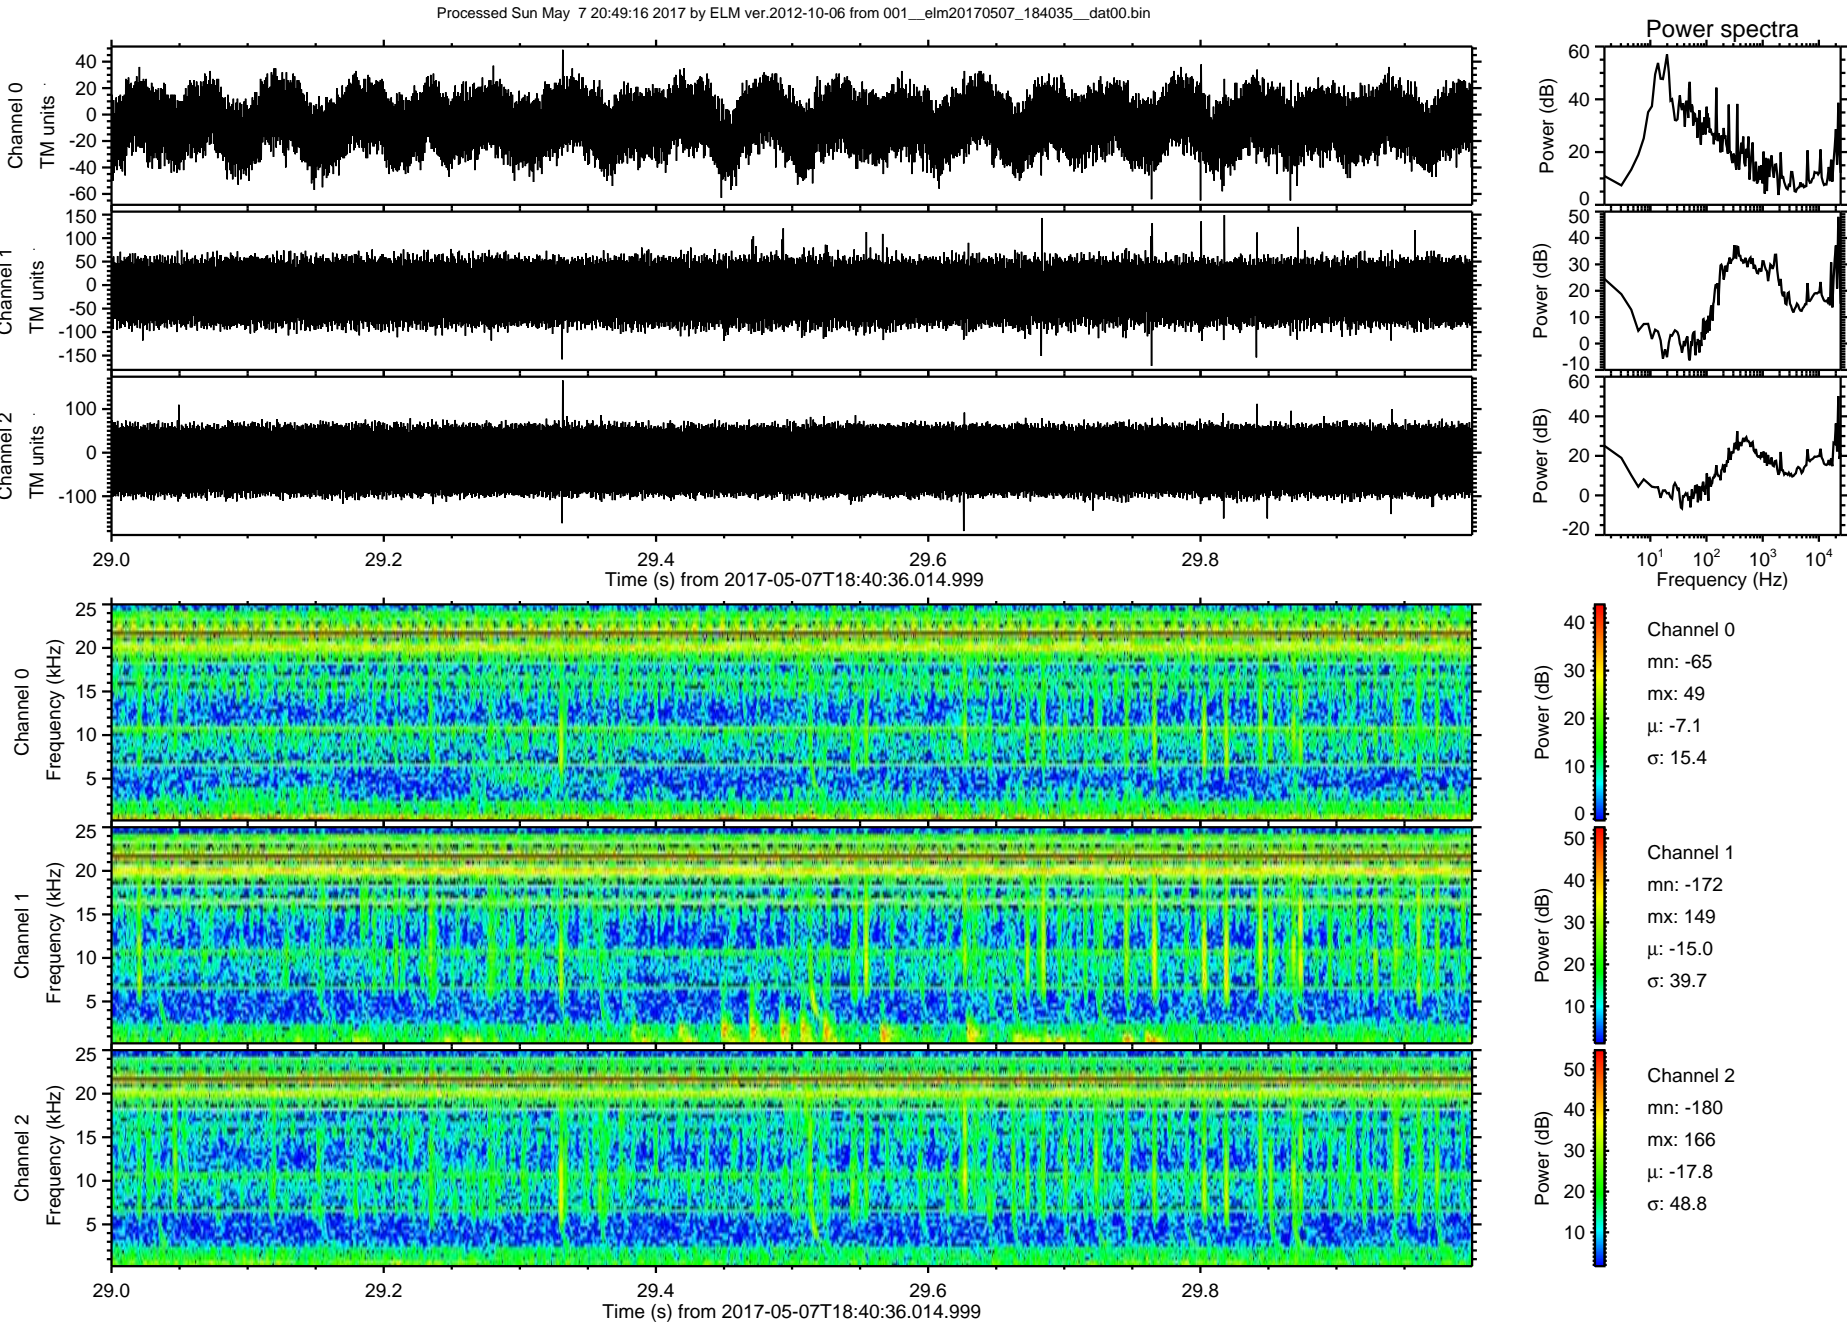 Processed Sun May  7 20:49:16 2017 by ELM ver.2012-10-06 from 001__elm20170507_184035__dat00.bin
Power spectra
Channel 0
TM units
40
20
0
-20
-40
-60
Power (dB)
60
40
20
0
Channel 1
TM units
150
100
50
0
-50
-100
-150
Power (dB)
50
40
30
20
10
0
-10
Channel 2
TM units
100
0
-100
Power (dB)
60
40
20
0
-20
29.0 29.2 29.4 29.6 29.8
Time (s) from 2017-05-07T18:40:36.014.999
10¹ 10² 10³ 10⁴
Frequency (Hz)
Channel 0
Frequency (kHz)
25
20
15
10
5
Power (dB)
40
30
20
10
0
Channel 0
mn: -65
mx: 49
μ: -7.1
σ: 15.4
Channel 1
Frequency (kHz)
25
20
15
10
5
Power (dB)
50
40
30
20
10
Channel 1
mn: -172
mx: 149
μ: -15.0
σ: 39.7
Channel 2
Frequency (kHz)
25
20
15
10
5
Power (dB)
50
40
30
20
10
Channel 2
mn: -180
mx: 166
μ: -17.8
σ: 48.8
29.0 29.2 29.4 29.6 29.8
Time (s) from 2017-05-07T18:40:36.014.999